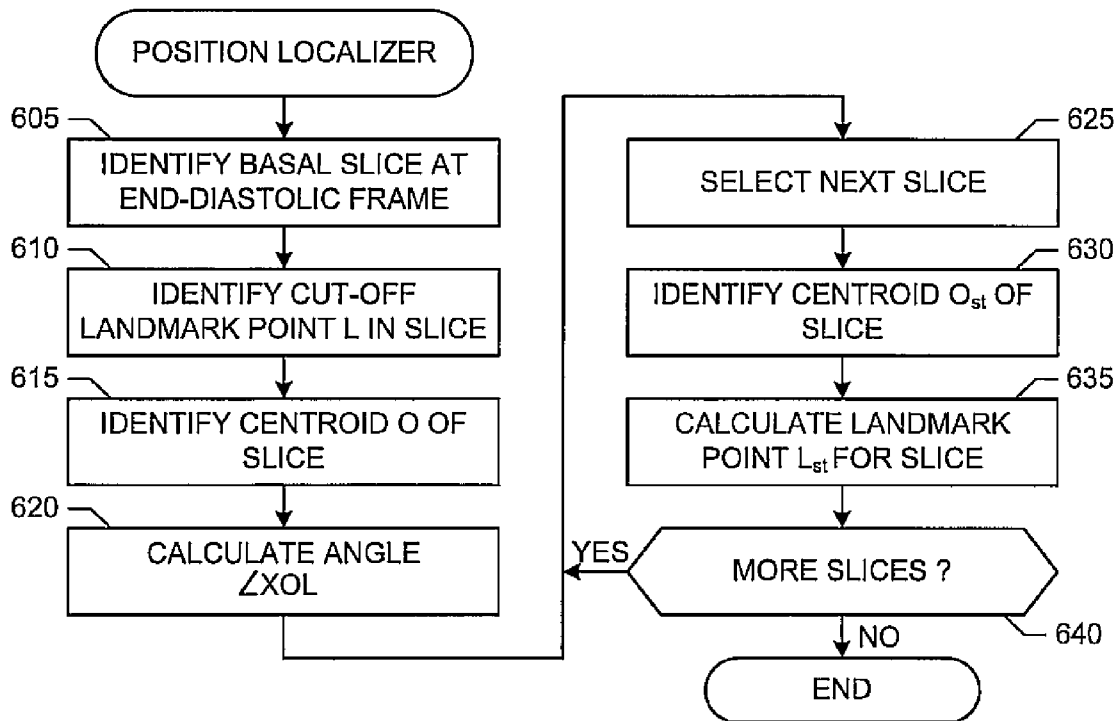 POSITION LOCALIZER
605
IDENTIFY BASAL SLICE AT
END-DIASTOLIC FRAME
610
IDENTIFY CUT-OFF
LANDMARK POINT L IN SLICE
615
IDENTIFY CENTROID O OF
SLICE
620
CALCULATE ANGLE
∠XOL
625
SELECT NEXT SLICE
630
IDENTIFY CENTROID Ost OF
SLICE
635
CALCULATE LANDMARK
POINT Lst FOR SLICE
YES
MORE SLICES ?
640
NO
END